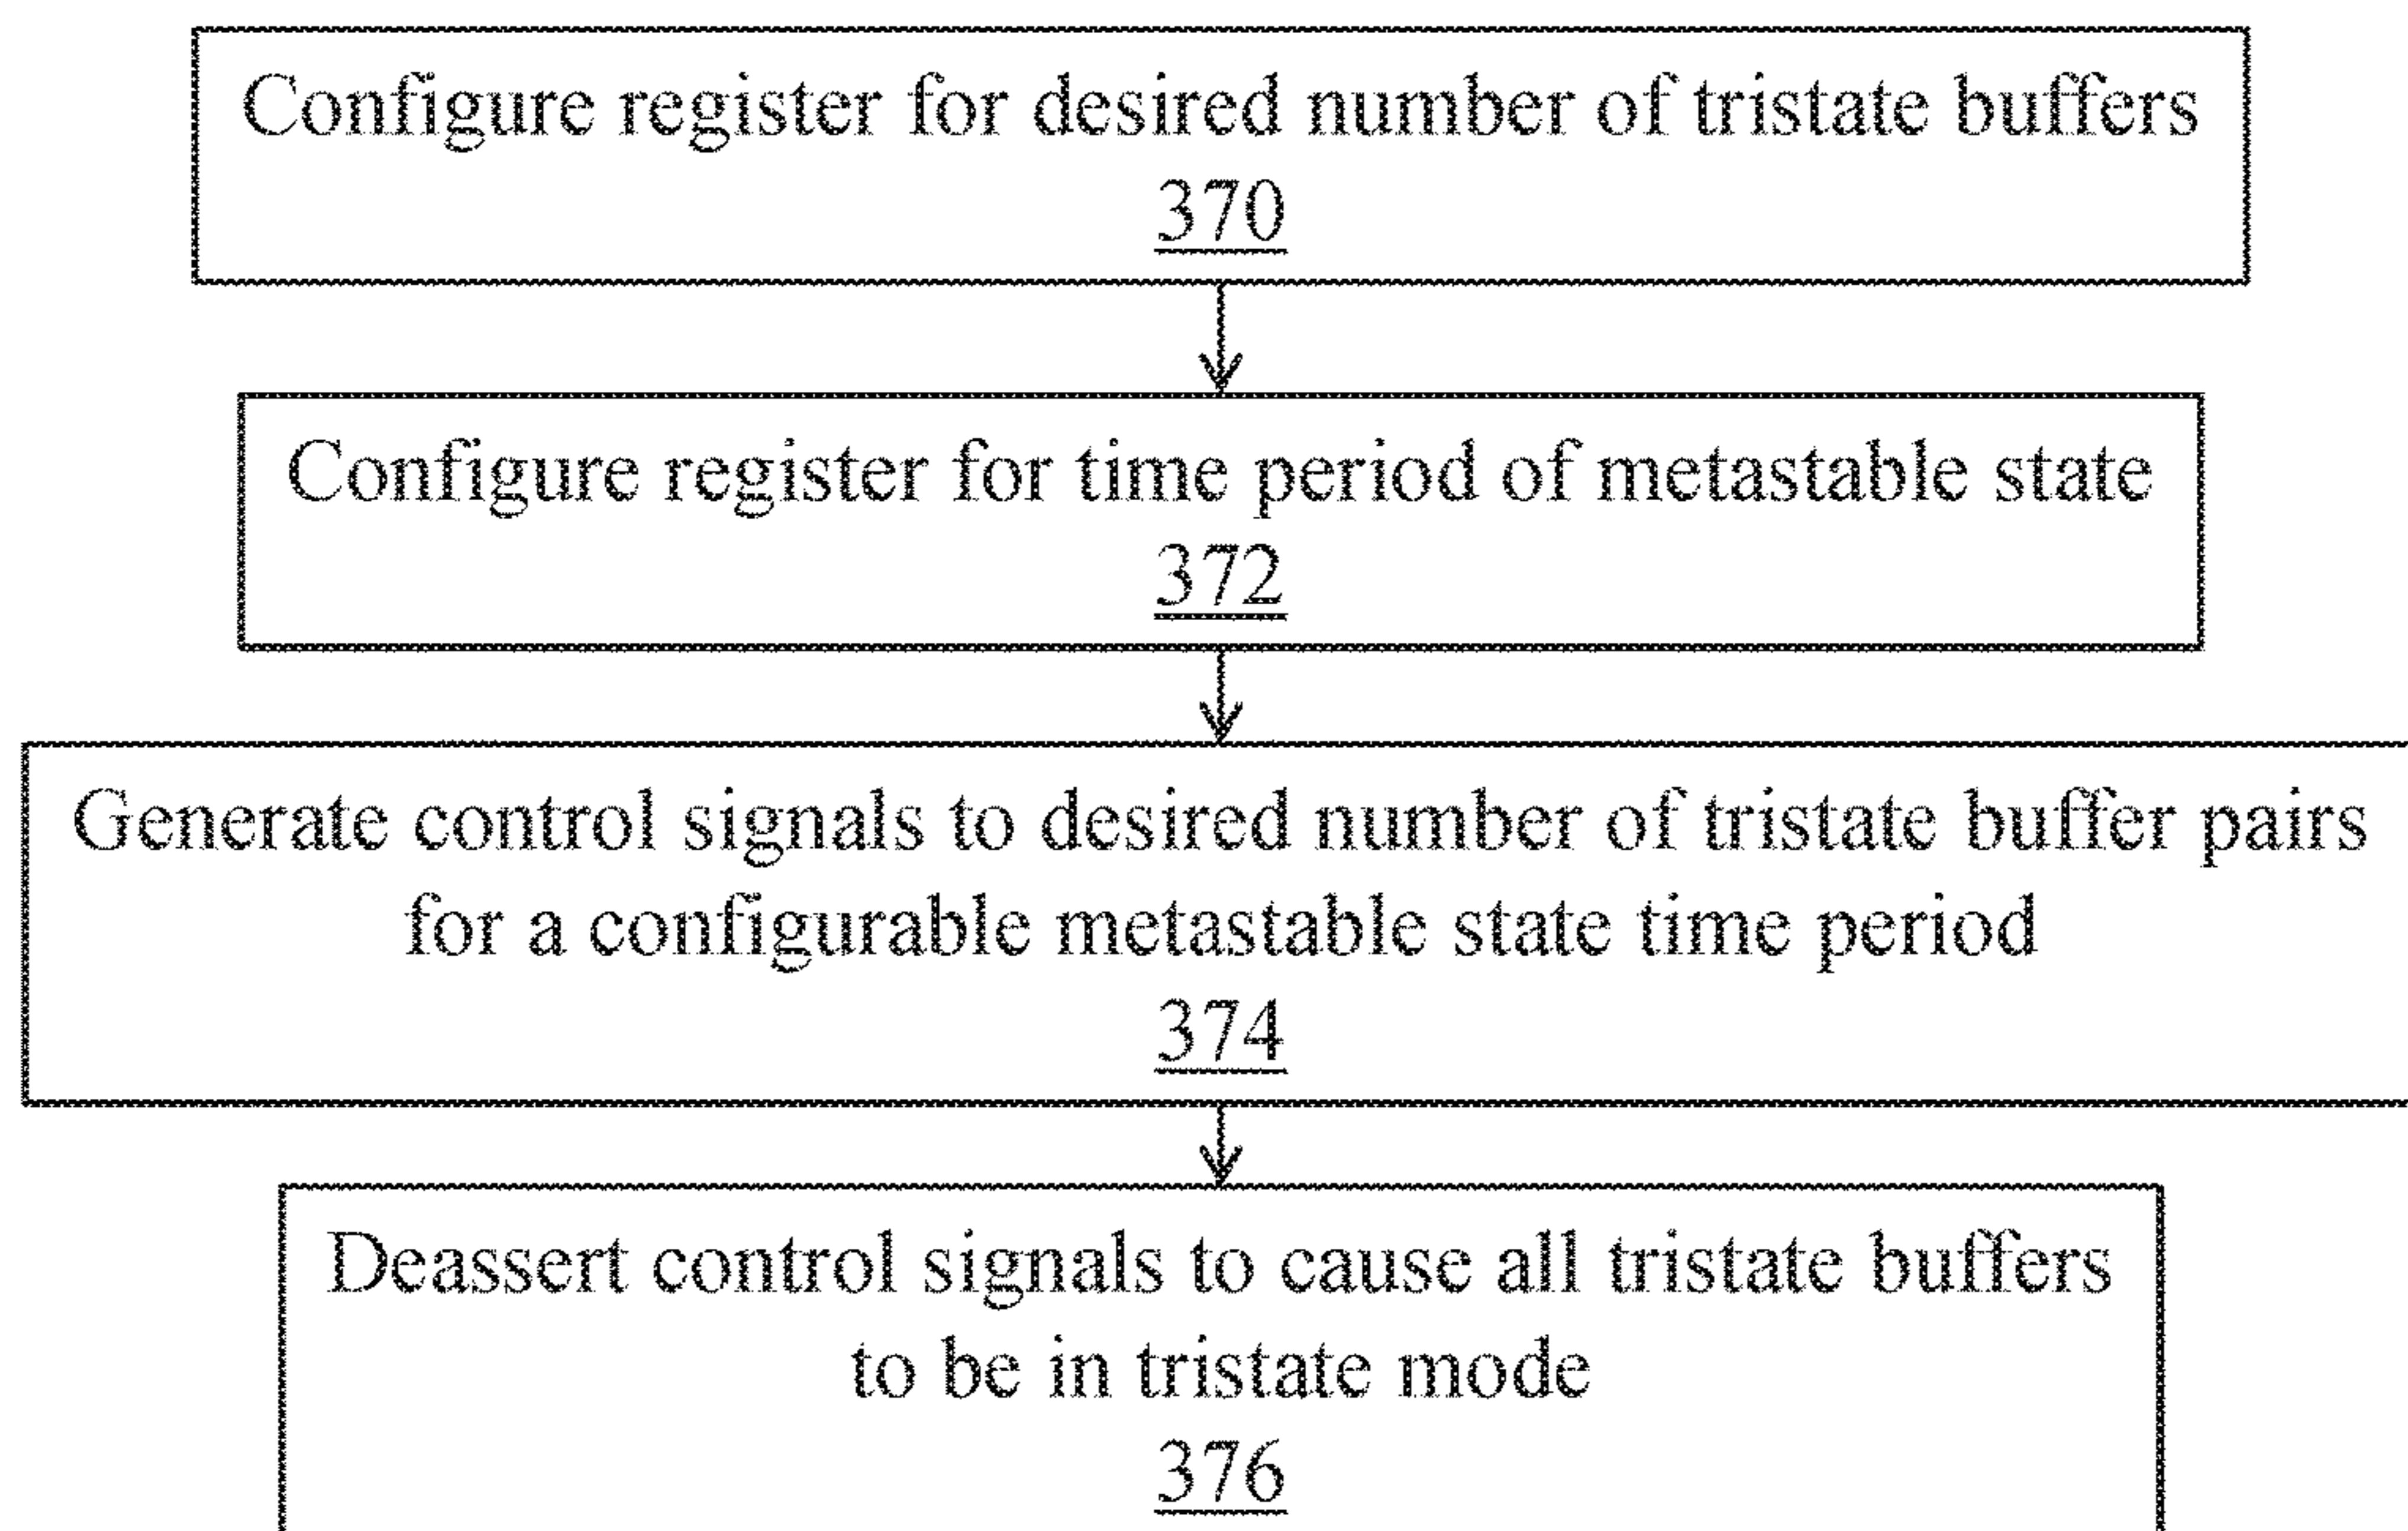 Configure register for desired number of tristate buffers
370
Configure register for time period of metastable state
372
Generate control signals to desired number of tristate buffer pairs
for a configurable metastable state time period
374
Deassert control signals to cause all tristate buffers
to be in tristate mode
376